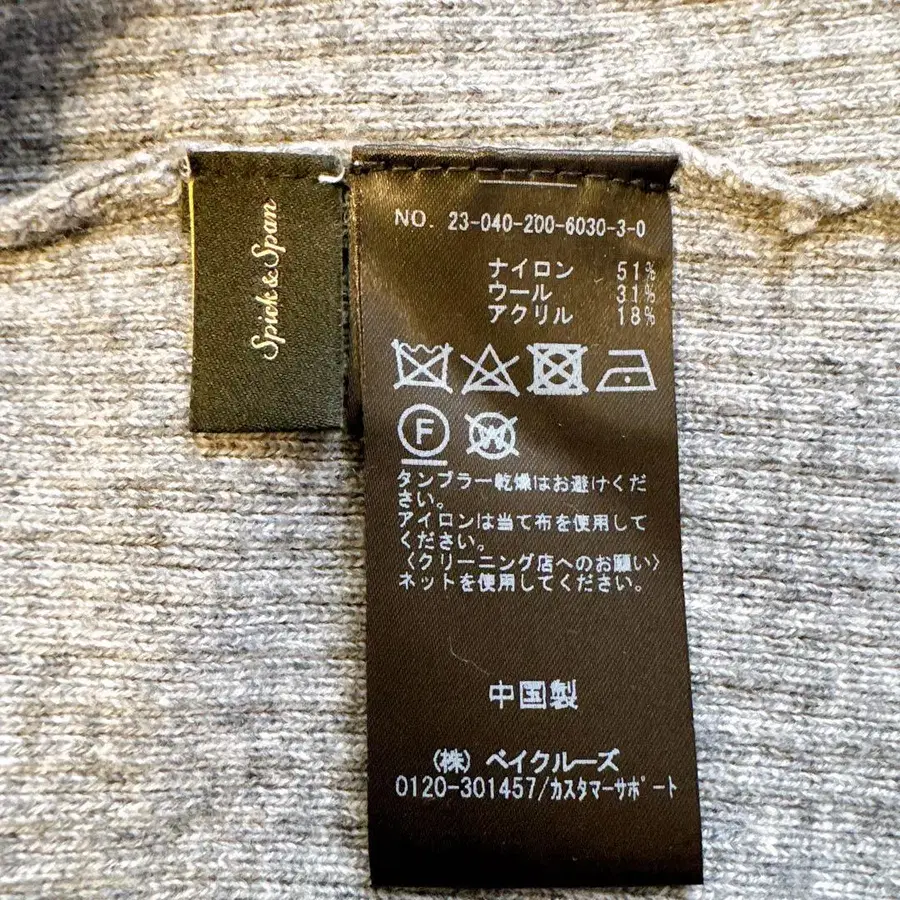 Spick & Span
NO. 23-040-200-6030-3-0
ナイロン 51%
ウール 31%
アクリル 18%
F
W
タンブラー乾燥はお避けくだ
さい。
アイロンは当て布を使用して
ください。
〈クリーニング店へのお願い〉
ネットを使用してください。
中国製
(株) ベイクルーズ
0120-301457/カスタマーサポート